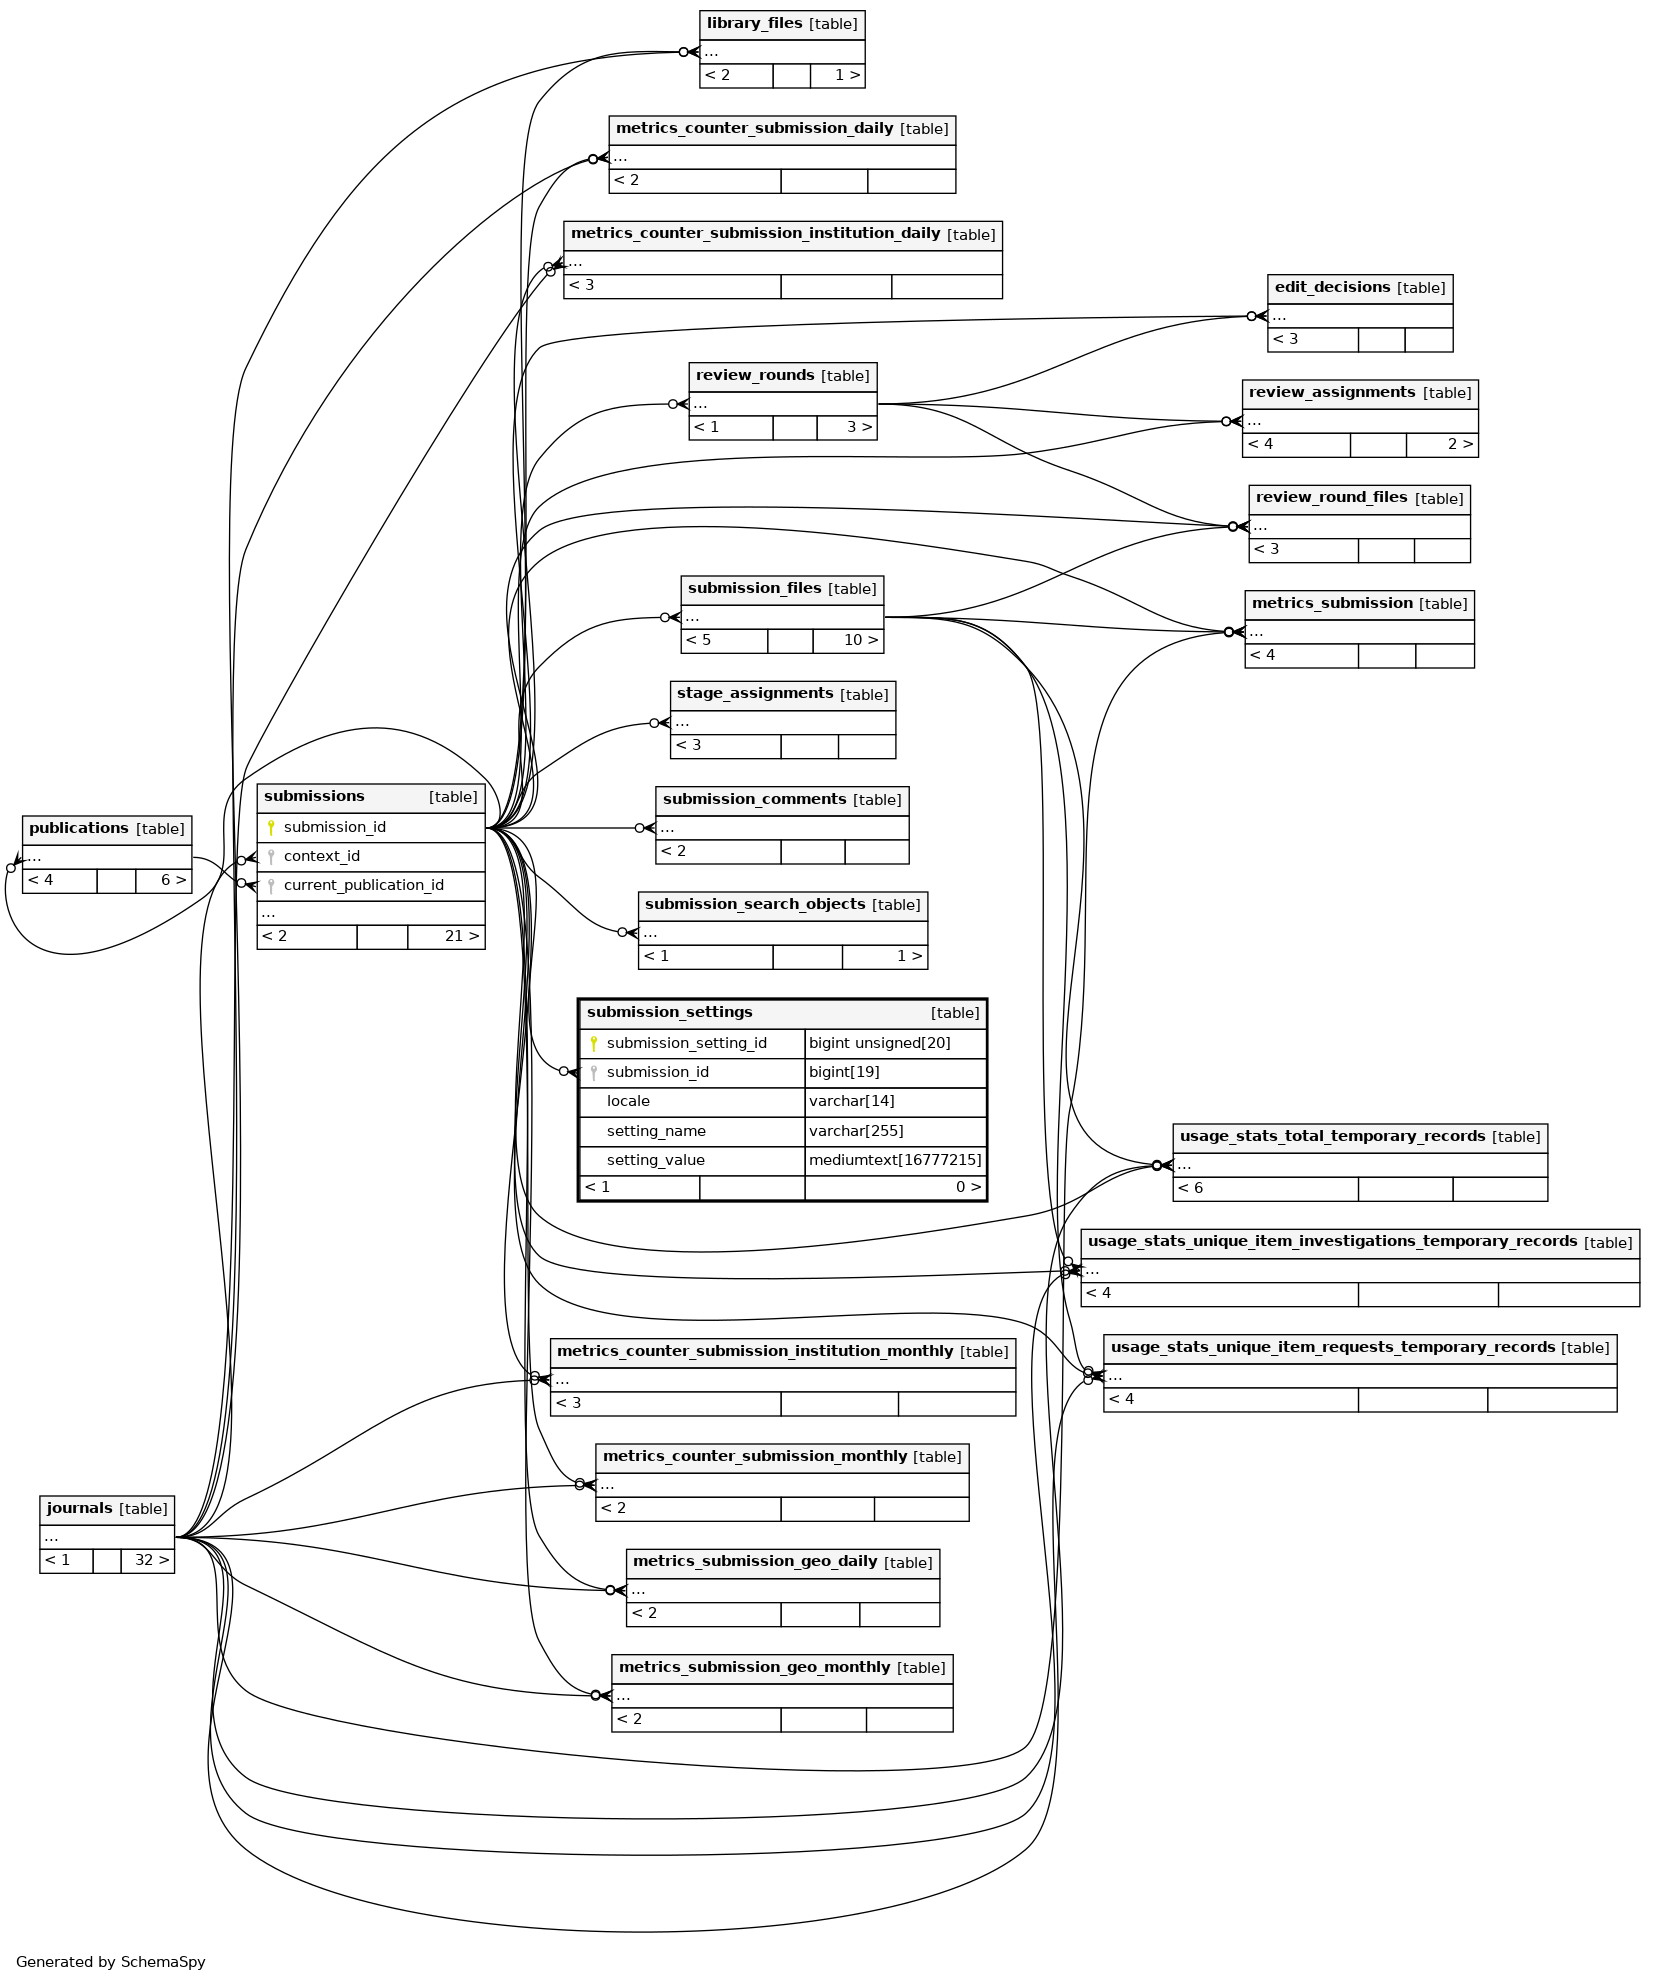 library_files [table]
...
< 2 1 >
metrics_counter_submission_daily [table]
...
< 2
metrics_counter_submission_institution_daily [table]
...
< 3
edit_decisions [table]
...
< 3
review_rounds [table]
...
< 1 3 >
review_assignments [table]
...
< 4 2 >
review_round_files [table]
...
< 3
submission_files [table]
...
< 5 10 >
metrics_submission [table]
...
< 4
stage_assignments [table]
...
< 3
publications [table]
...
< 4 6 >
submissions [table]
submission_id
context_id
current_publication_id
...
< 2 21 >
submission_comments [table]
...
< 2
submission_search_objects [table]
...
< 1 1 >
submission_settings [table]
submission_setting_id bigint unsigned[20]
submission_id bigint[19]
locale varchar[14]
setting_name varchar[255]
setting_value mediumtext[16777215]
< 1 0 >
usage_stats_total_temporary_records [table]
...
< 6
usage_stats_unique_item_investigations_temporary_records [table]
...
< 4
usage_stats_unique_item_requests_temporary_records [table]
...
< 4
metrics_counter_submission_institution_monthly [table]
...
< 3
metrics_counter_submission_monthly [table]
...
< 2
journals [table]
...
< 1 32 >
metrics_submission_geo_daily [table]
...
< 2
metrics_submission_geo_monthly [table]
...
< 2
Generated by SchemaSpy